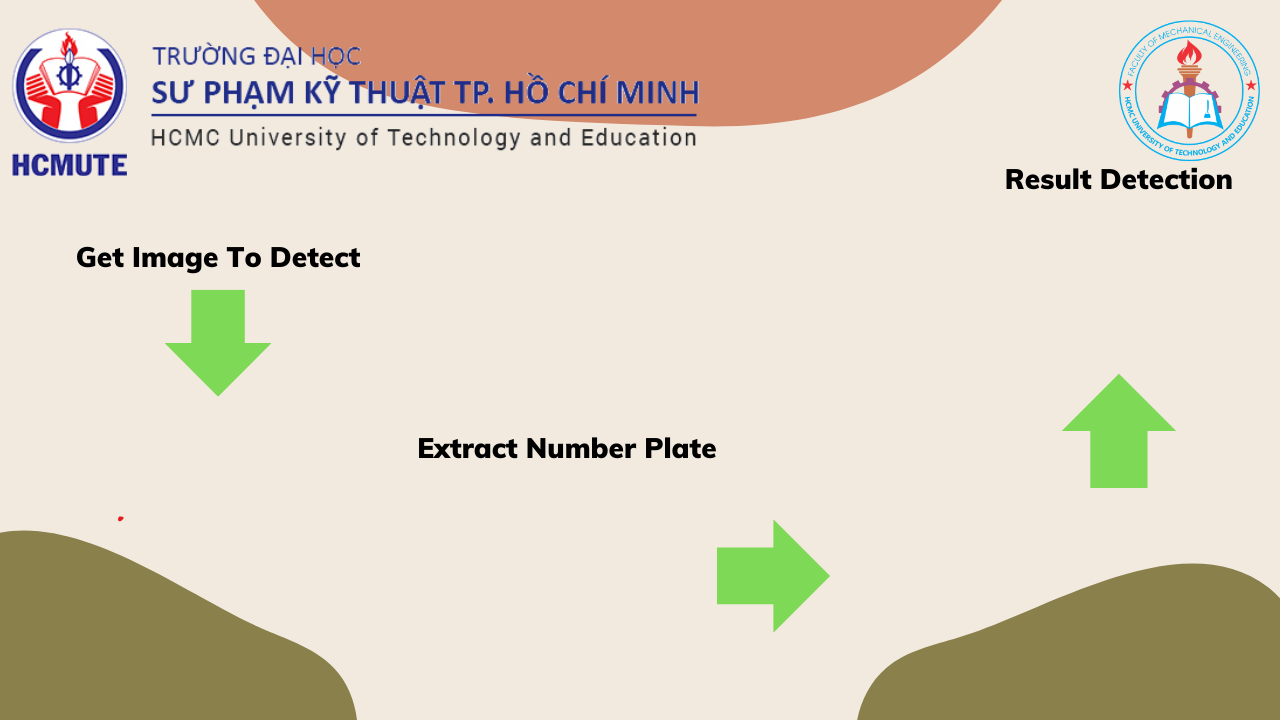 TRƯỜNG ĐẠI HỌC
SƯ PHẠM KỸ THUẬT TP. HỒ CHÍ MINH
HCMC University of Technology and Education
HCMUTE
FACULTY OF MECHANICAL ENGINEERING
HCMC UNIVERSITY OF TECHNOLOGY AND EDUCATION
Result Detection
Get Image To Detect
Extract Number Plate